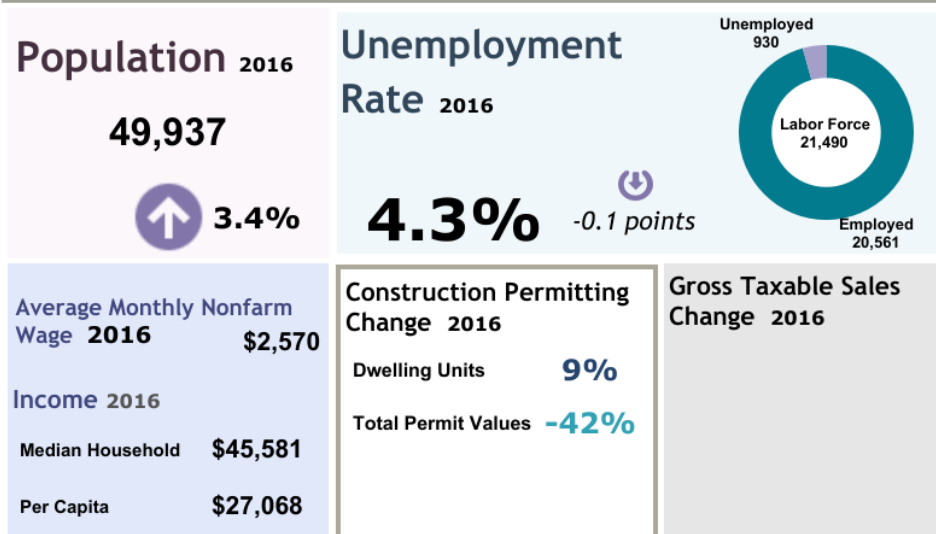 Population 2016
49,937
3.4%
Unemployment
Rate 2016
4.3%
-0.1 points
Unemployed
930
Labor Force
21,490
Employed
20,561
Average Monthly Nonfarm
Wage 2016
$2,570
Income 2016
Median Household $45,581
Per Capita $27,068
Construction Permitting
Change 2016
Dwelling Units 9%
Total Permit Values -42%
Gross Taxable Sales
Change 2016